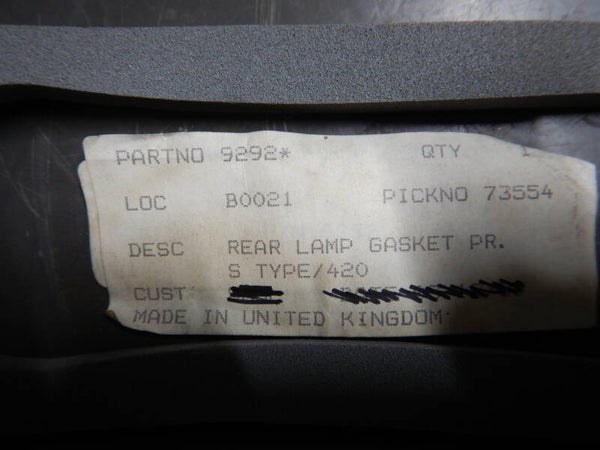 PARTNO 9292* QTY 1
LOC B0021 PICKNO 73554
DESC REAR LAMP GASKET PR.
S TYPE/420
CUST
MADE IN UNITED KINGDOM